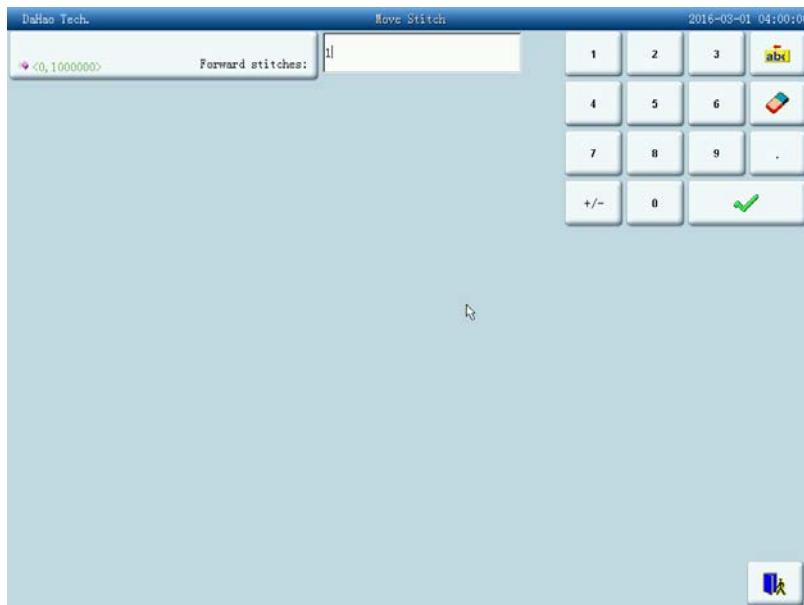 DaHao Tech. Move Stitch 2016-03-01 04:00:0
<0,1000000> Forward stitches: 1
1 2 3 abc
4 5 6
7 8 9 .
+/- 0